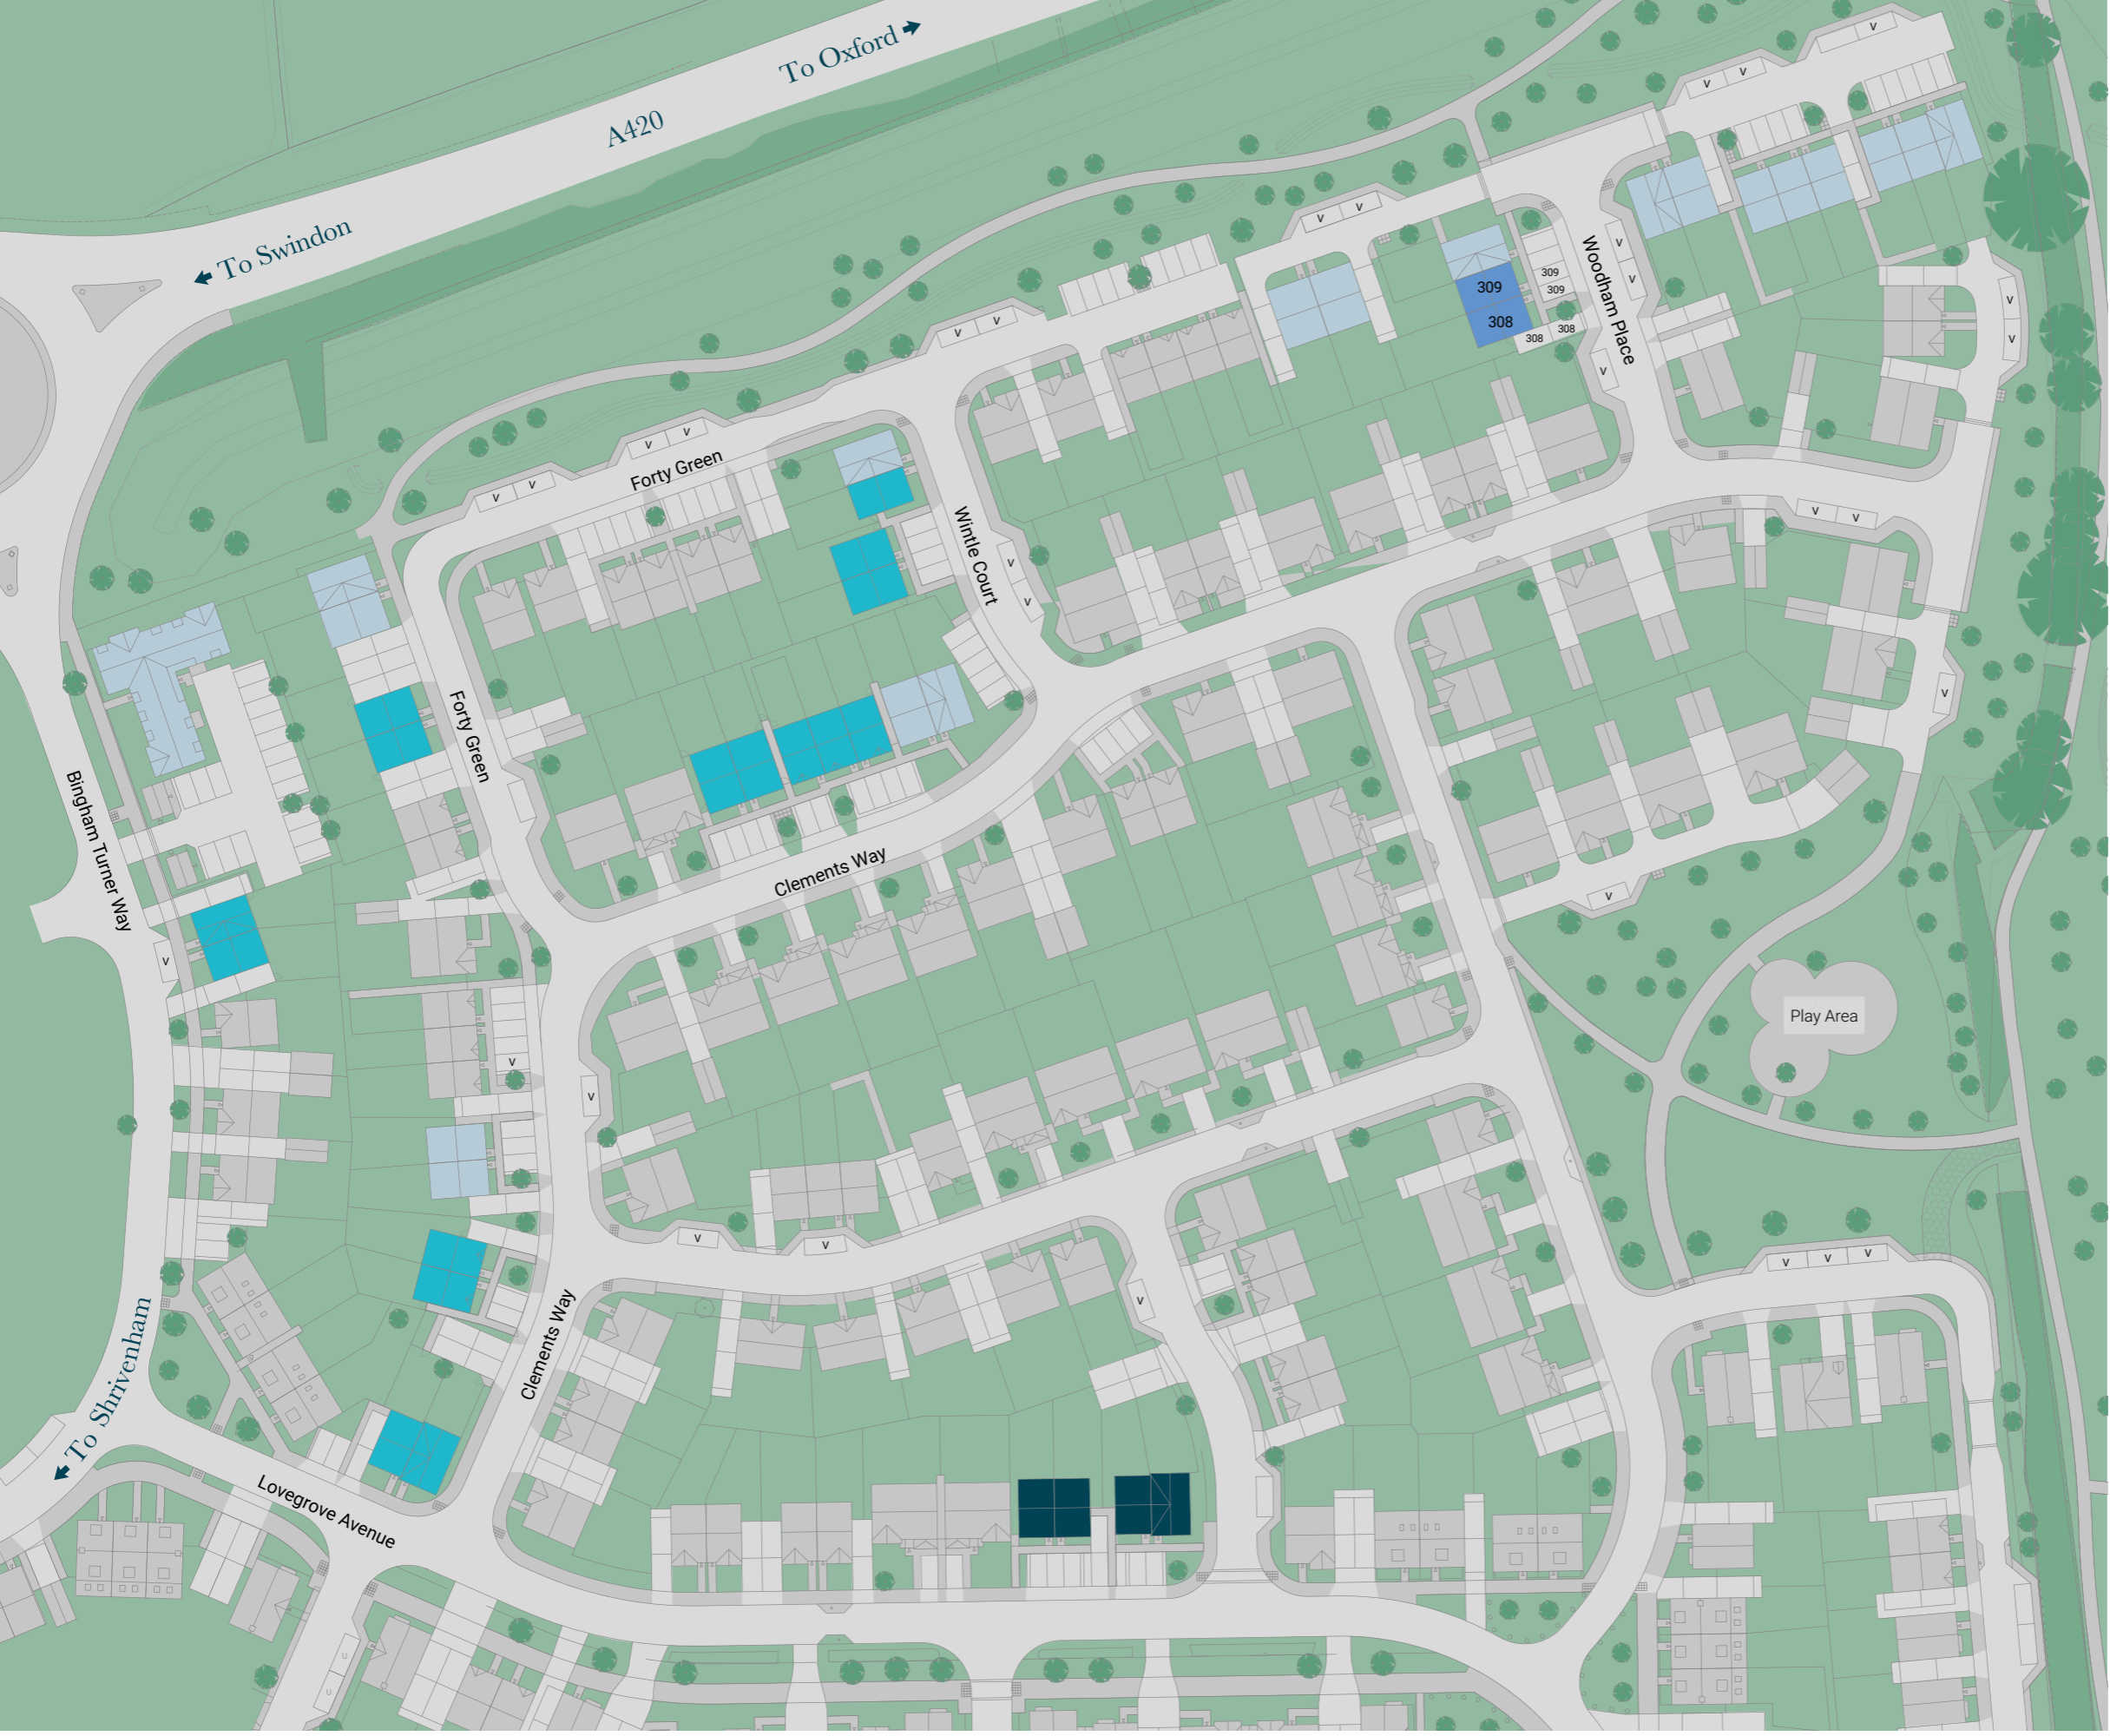 To Oxford
A420
To Swindon
V
V V
V V
309
309
309
308
308
308
Woodham Place
V
V
V
V
V
V V
V V
Forty Green
V V
V V
Wintle Court
V
V
V
Forty Green
Bingham Turner Way
V
Clements Way
V
V
Play Area
V
V
V
V
V V V
V
Clements Way
To Shrivenham
Lovegrove Avenue